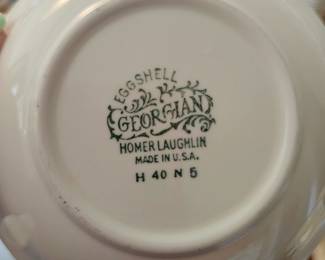 EGGSHELL
GEORGIAN
HOMER LAUGHLIN
MADE IN U.S.A.
H 40 N 5